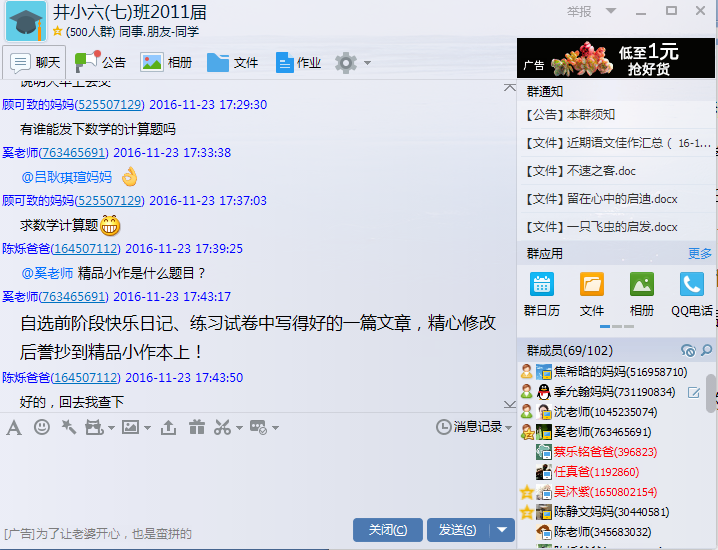 井小六(七)班2011届
举报
(500人群) 同事.朋友-同学
聊天
公告
相册
文件
作业
顾可致的妈妈(525507129) 2016-11-23 17:29:30
有谁能发下数学的计算题吗
奚老师(763465691) 2016-11-23 17:33:38
@吕耿琪瑄妈妈
顾可致的妈妈(525507129) 2016-11-23 17:37:03
求数学计算题
陈烁爸爸(164507112) 2016-11-23 17:39:25
@奚老师 精品小作是什么题目？
奚老师(763465691) 2016-11-23 17:43:17
自选前阶段快乐日记、练习试卷中写得好的一篇文章，精心修改
后誊抄到精品小作本上！
陈烁爸爸(164507112) 2016-11-23 17:43:50
好的，回去我查下
消息记录
[广告]为了让老婆开心，也是蛮拼的
关闭(C)
发送(S)
广告
低至1元
抢好货
群通知
【公告】本群须知
【文件】近期语文佳作汇总（ 16-1...
【文件】不速之客.doc
【文件】留在心中的启迪.docx
【文件】一只飞虫的启发.docx
群应用
更多
群日历
文件
相册
QQ电话
群成员(69/102)
焦希晗的妈妈(516958710)
季允翰妈妈(731190834)
沈老师(1045235074)
奚老师(763465691)
蔡乐铭爸爸(396823)
任真爸(1192860)
吴沐紫(1650802154)
陈静文妈妈(30440581)
陈老师(345683032)